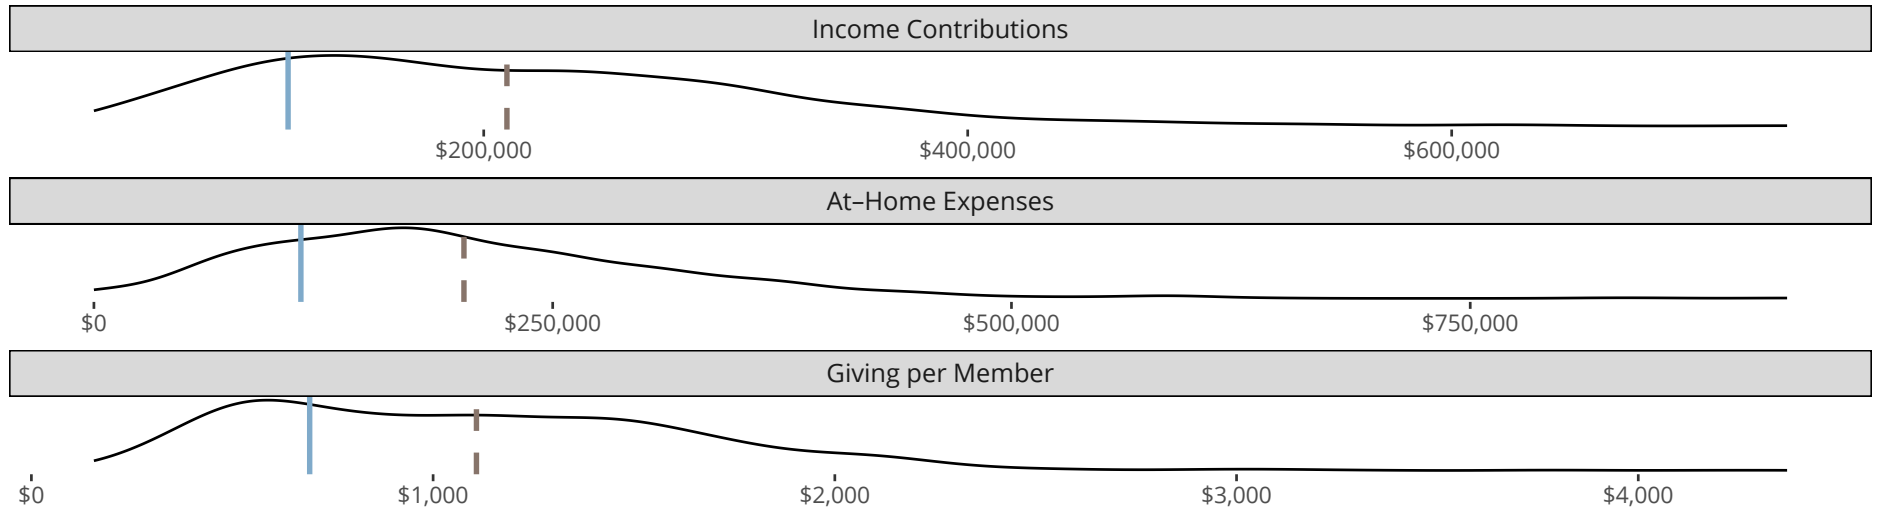 Income Contributions
$200,000 $400,000 $600,000
At–Home Expenses
$0 $250,000 $500,000 $750,000
Giving per Member
$0 $1,000 $2,000 $3,000 $4,000